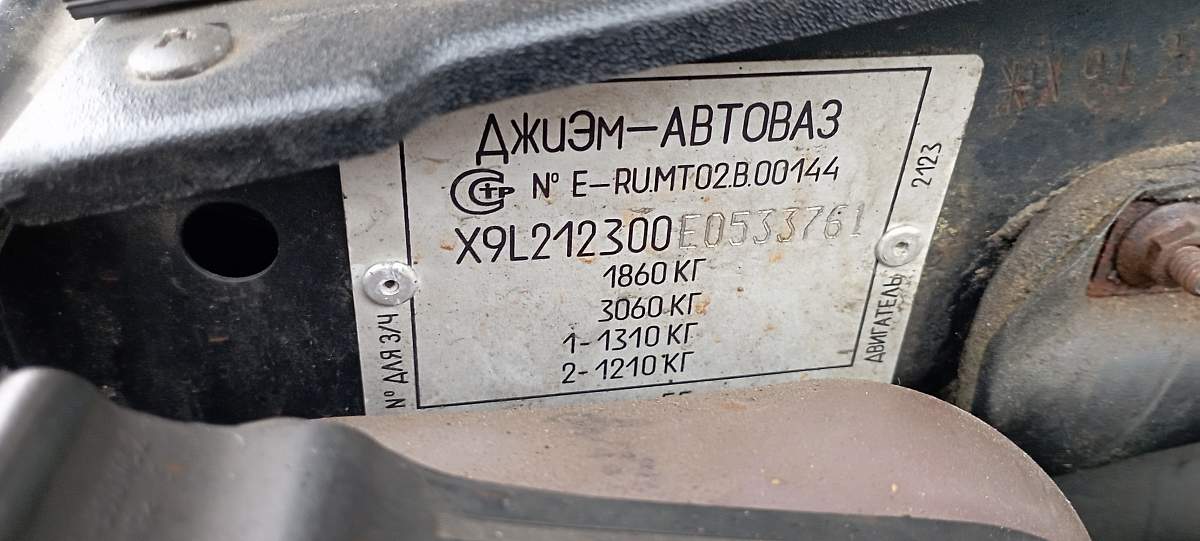 ДЖИЭМ–АВТОВАЗ
№ E–RU.MT02.B.00144
X9L212300E0533761
1860 КГ
3060 КГ
1-1310 КГ
2-1210 КГ
№ ДЛЯ З/Ч
ДВИГАТЕЛЬ
2123